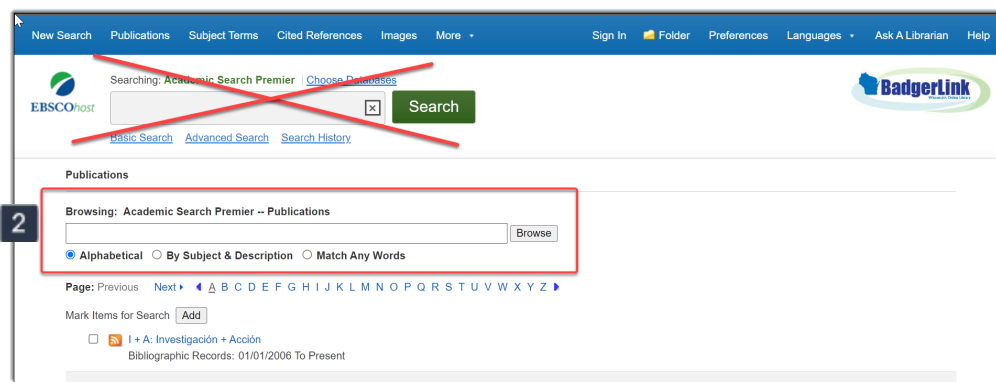 New Search Publications Subject Terms Cited References Images More Sign In Folder Preferences Languages Ask A Librarian Help
Searching: Academic Search Premier Choose Databases
EBSCOhost
Search
Basic Search Advanced Search Search History
BadgerLink
Wisconsin's Online Library
Publications
2
Browsing: Academic Search Premier -- Publications
Browse
Alphabetical By Subject & Description Match Any Words
Page: Previous Next A B C D E F G H I J K L M N O P Q R S T U V W X Y Z
Mark Items for Search Add
I + A: Investigación + Acción
Bibliographic Records: 01/01/2006 To Present